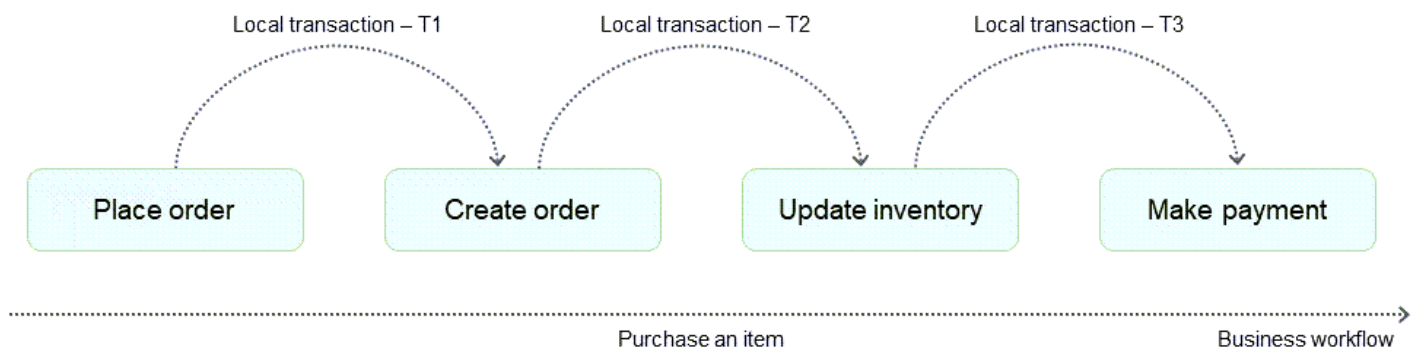 Local transaction – T1
Local transaction – T2
Local transaction – T3
Place order
Create order
Update inventory
Make payment
Purchase an item
Business workflow